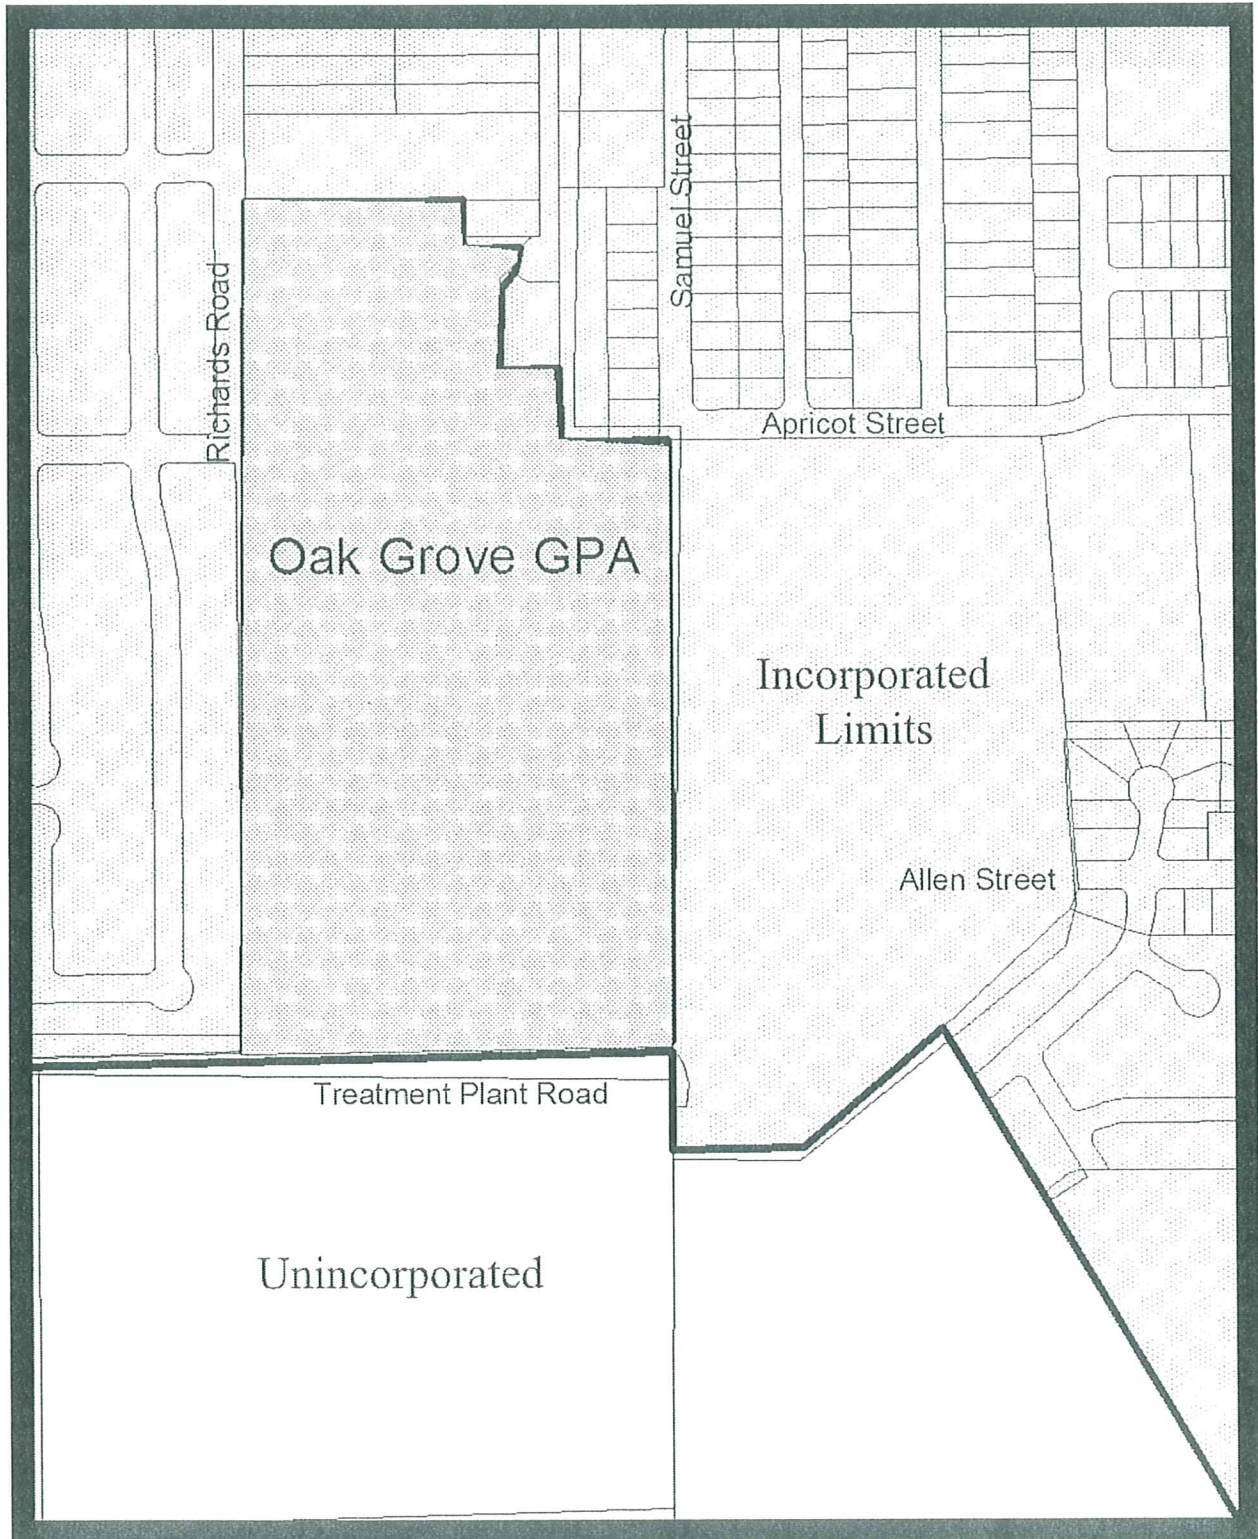 Samuel Street
Richards Road
Apricot Street
Oak Grove GPA
Incorporated
Limits
Allen Street
Treatment Plant Road
Unincorporated